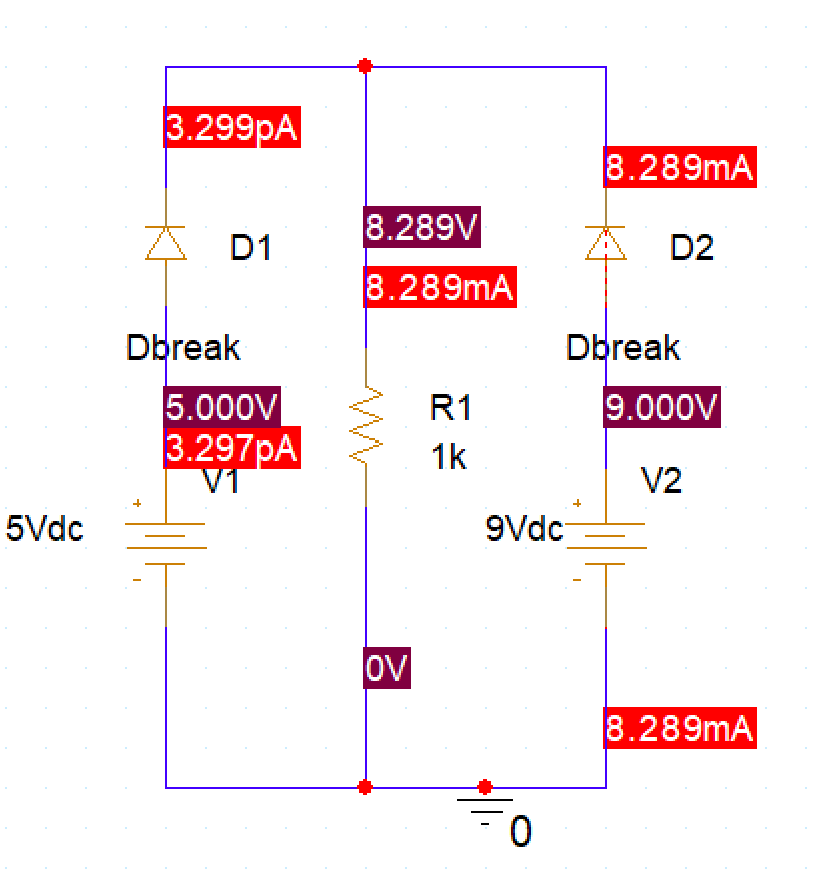 3.299pA
8.289mA
8.289V
D1
D2
8.289mA
Dbreak
Dbreak
5.000V
R1
9.000V
3.297pA
1k
V1
V2
+
+
5Vdc
9Vdc
-
-
0V
8.289mA
0